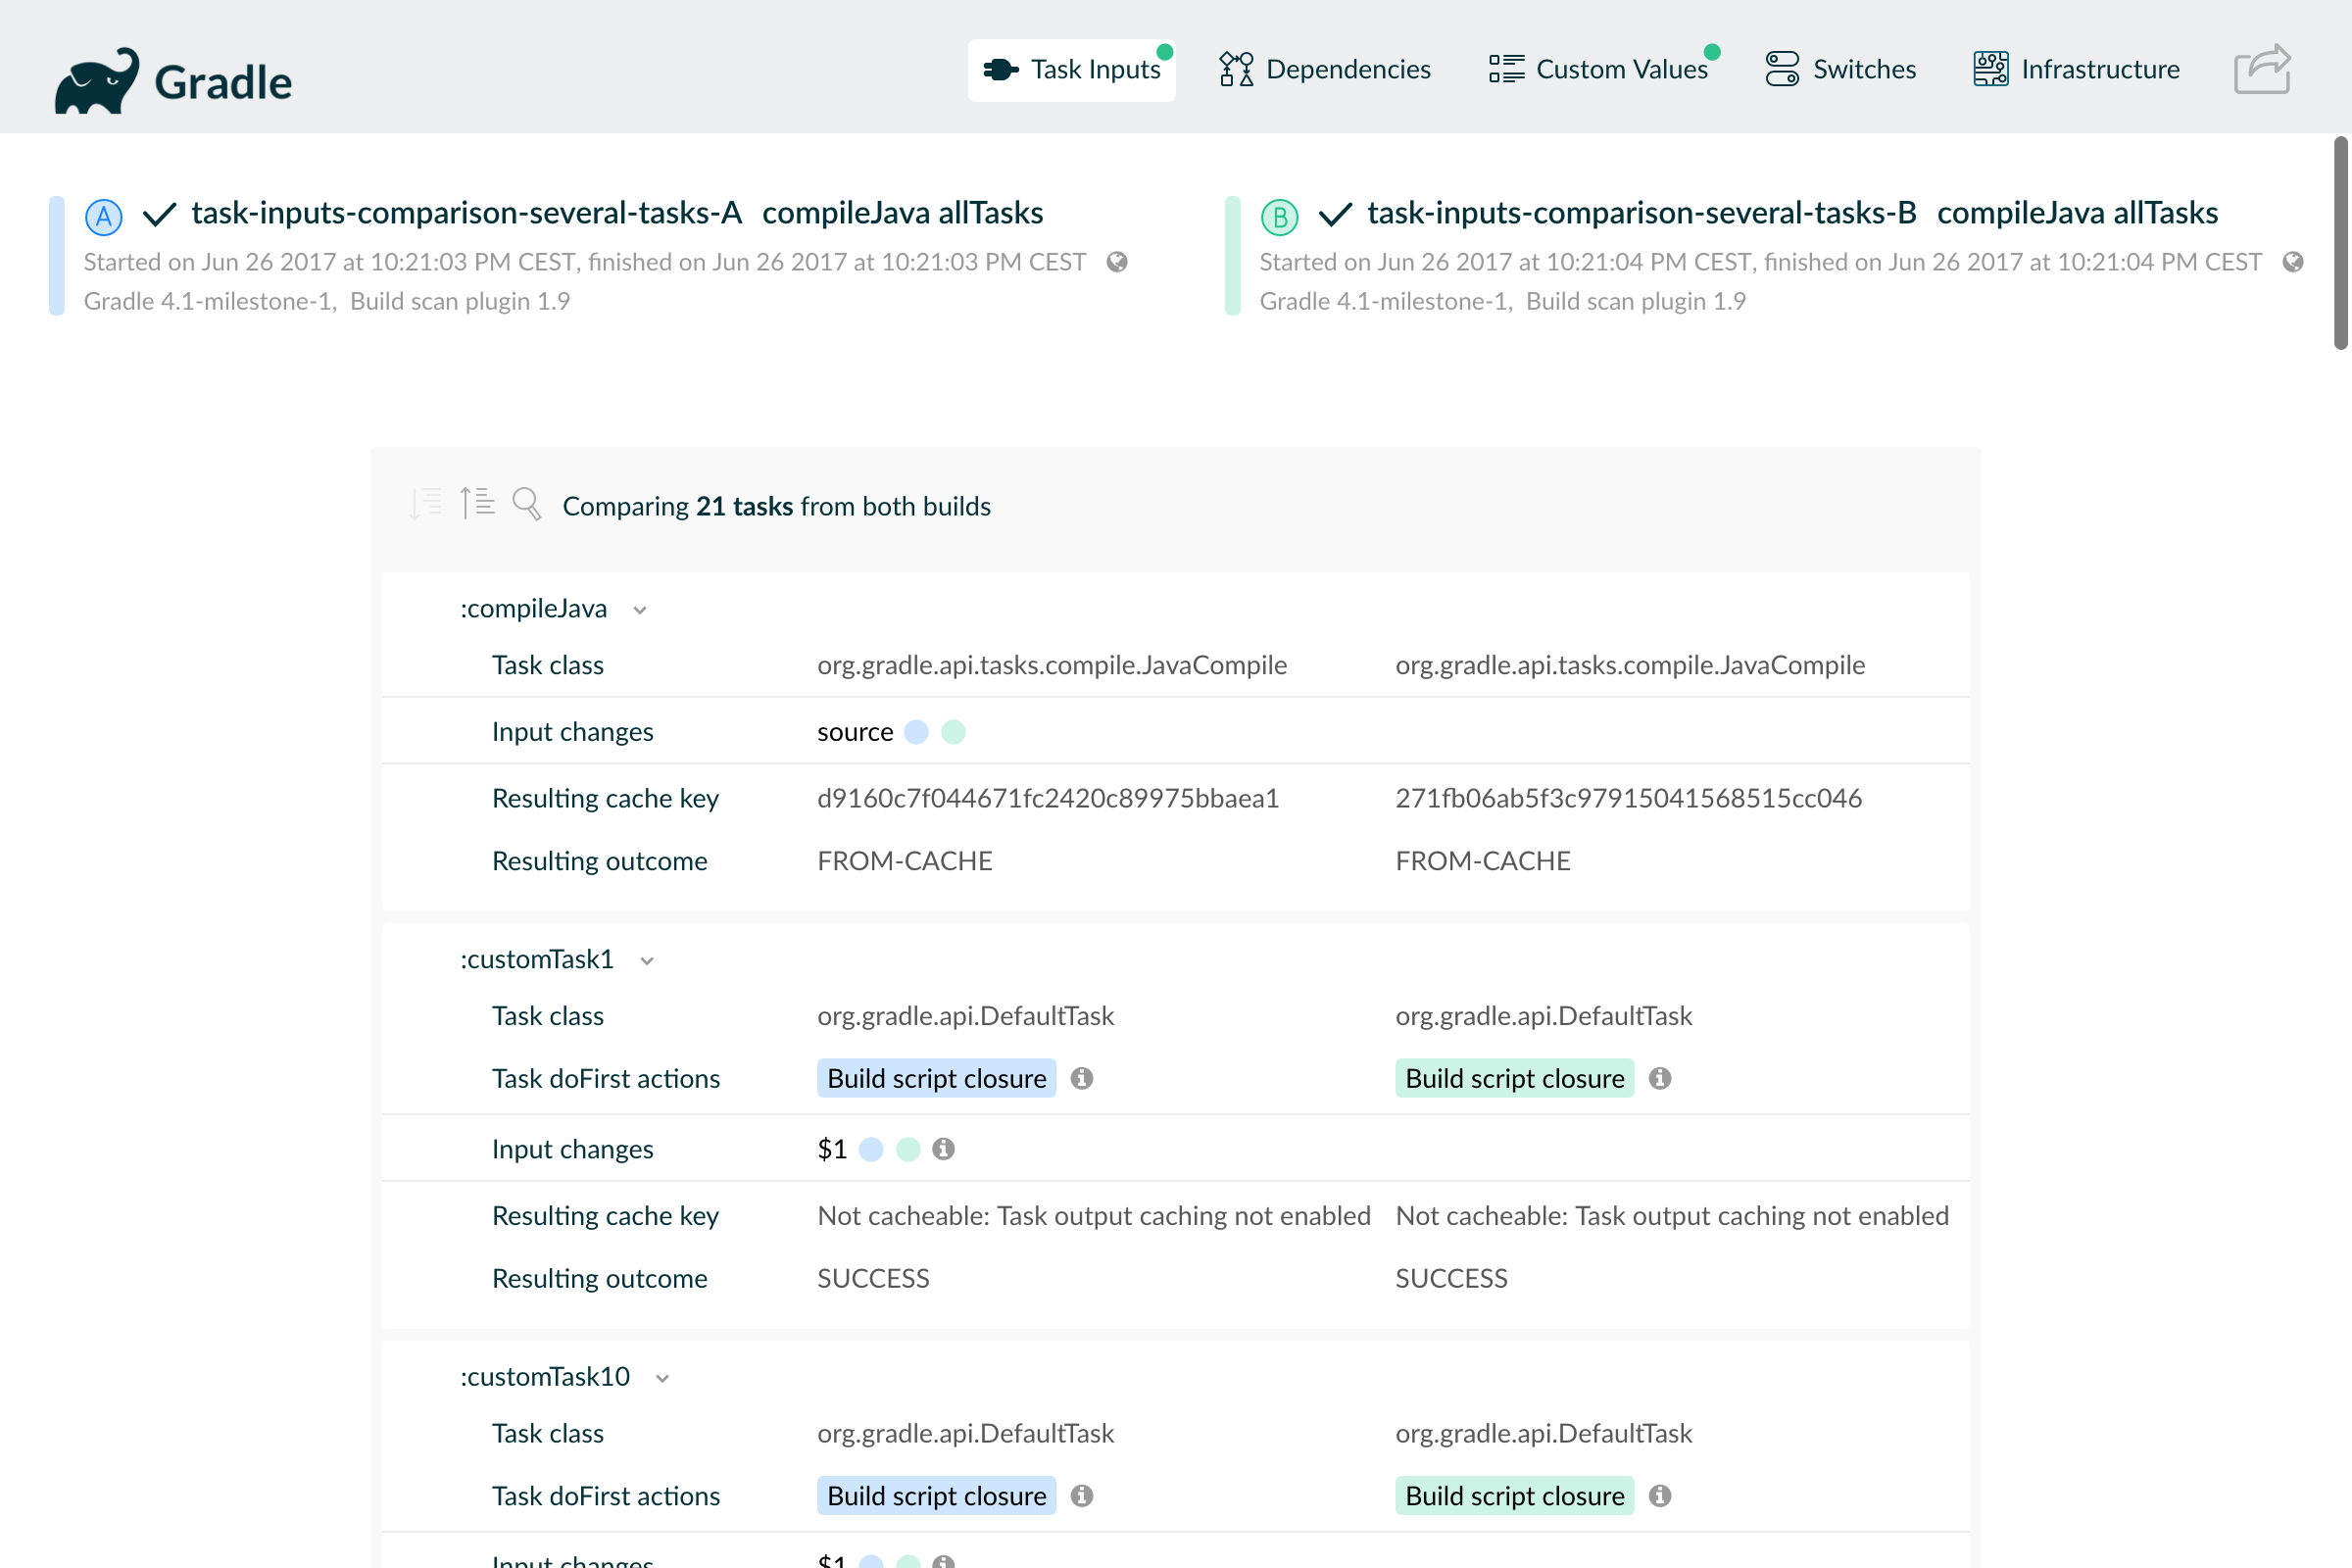 Gradle
Task Inputs Dependencies Custom Values Switches Infrastructure
A task-inputs-comparison-several-tasks-A compileJava allTasks
Started on Jun 26 2017 at 10:21:03 PM CEST, finished on Jun 26 2017 at 10:21:03 PM CEST
Gradle 4.1-milestone-1, Build scan plugin 1.9
B task-inputs-comparison-several-tasks-B compileJava allTasks
Started on Jun 26 2017 at 10:21:04 PM CEST, finished on Jun 26 2017 at 10:21:04 PM CEST
Gradle 4.1-milestone-1, Build scan plugin 1.9
Comparing 21 tasks from both builds
:compileJava
Task class org.gradle.api.tasks.compile.JavaCompile org.gradle.api.tasks.compile.JavaCompile
Input changes source
Resulting cache key d9160c7f044671fc2420c89975bbaea1 271fb06ab5f3c97915041568515cc046
Resulting outcome FROM-CACHE FROM-CACHE
:customTask1
Task class org.gradle.api.DefaultTask org.gradle.api.DefaultTask
Task doFirst actions Build script closure Build script closure
Input changes $1
Resulting cache key Not cacheable: Task output caching not enabled Not cacheable: Task output caching not enabled
Resulting outcome SUCCESS SUCCESS
:customTask10
Task class org.gradle.api.DefaultTask org.gradle.api.DefaultTask
Task doFirst actions Build script closure Build script closure
Input changes $1